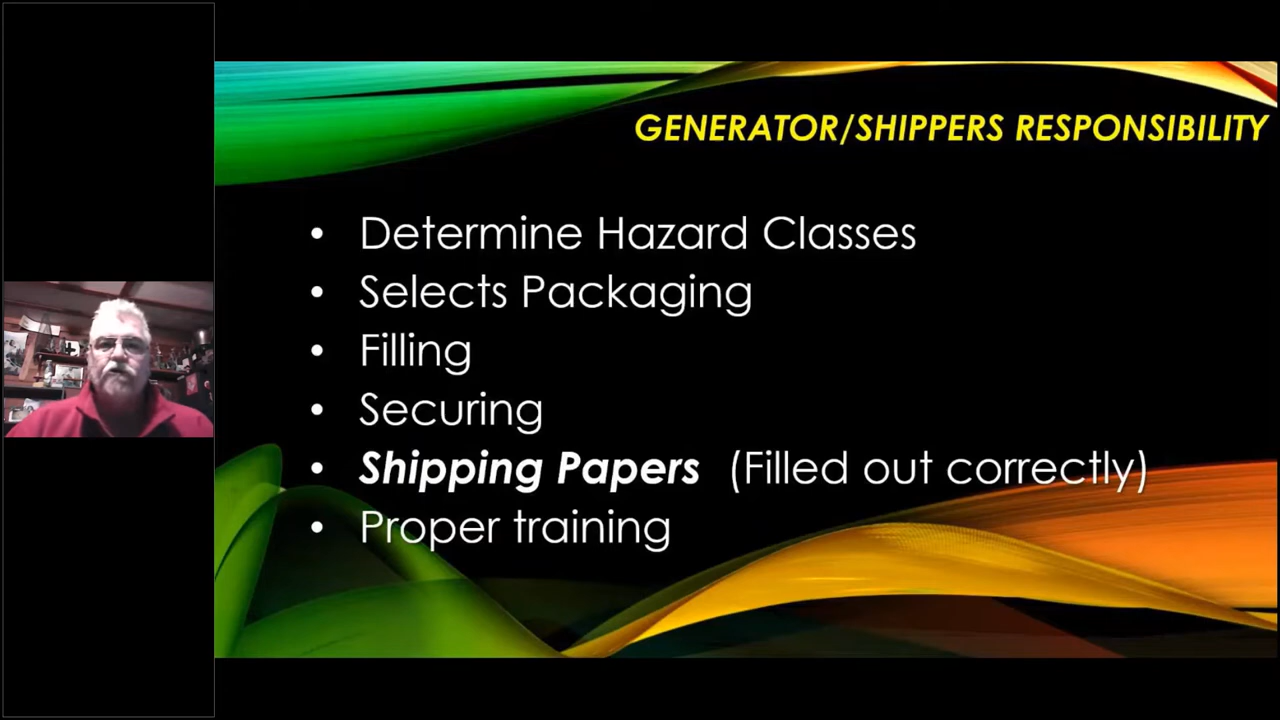 GENERATOR/SHIPPERS RESPONSIBILITY
• Determine Hazard Classes
• Selects Packaging
• Filling
• Securing
• Shipping Papers (Filled out correctly)
• Proper training